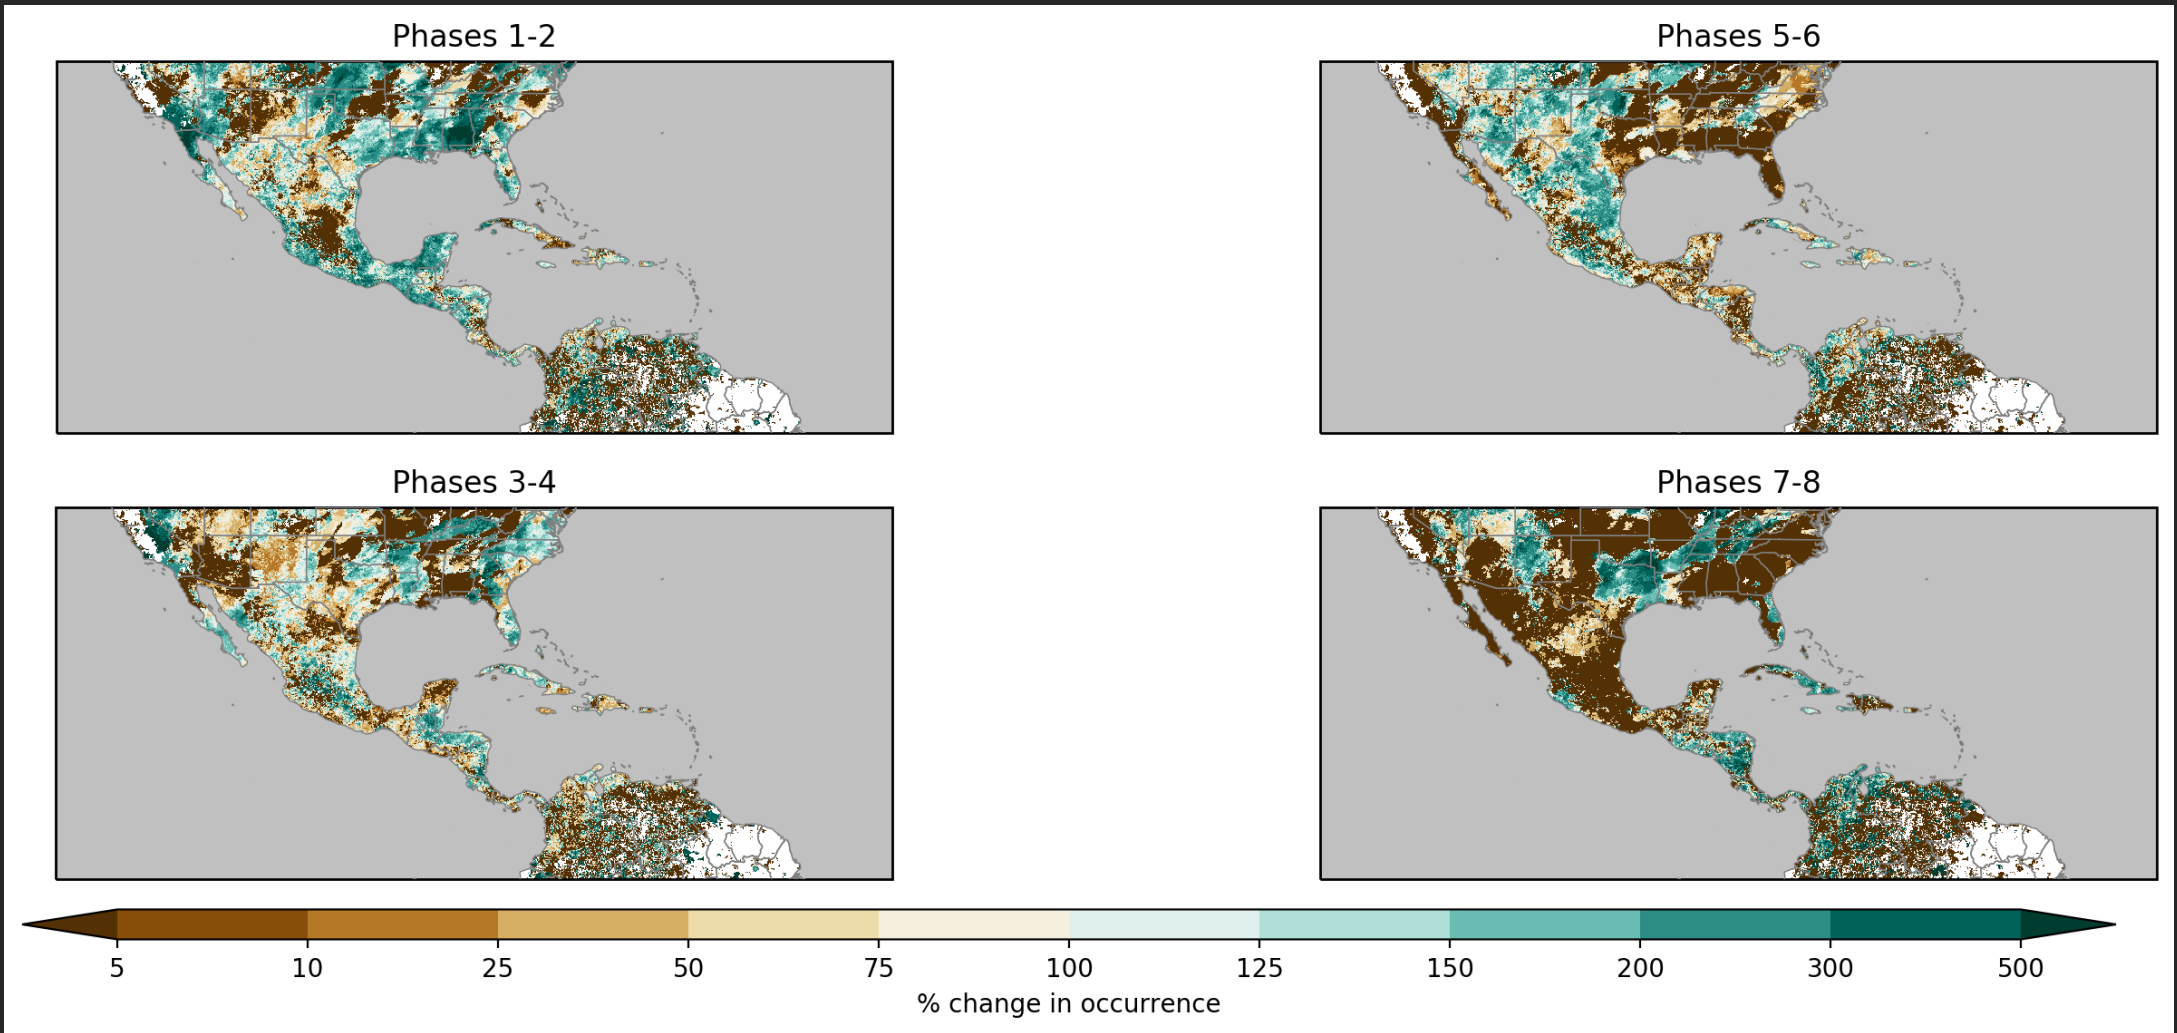 Phases 1-2
Phases 5-6
Phases 3-4
Phases 7-8
5 10 25 50 75 100 125 150 200 300 500
% change in occurrence